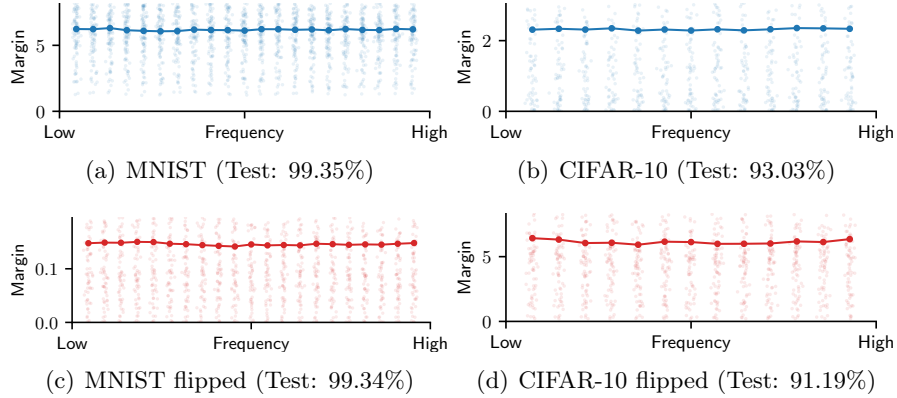 Margin
5
0
Low
Frequency
High
(a) MNIST (Test: 99.35%)
Margin
2
0
Low
Frequency
High
(b) CIFAR-10 (Test: 93.03%)
Margin
0.1
0.0
Low
Frequency
High
(c) MNIST flipped (Test: 99.34%)
Margin
5
0
Low
Frequency
High
(d) CIFAR-10 flipped (Test: 91.19%)